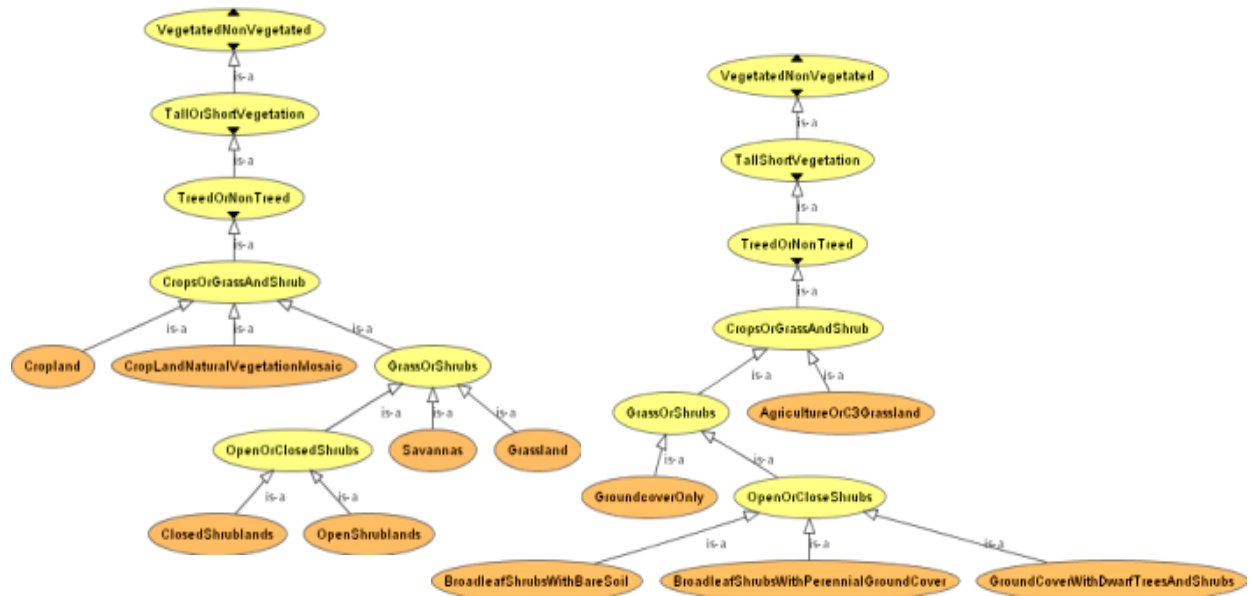 VegetatedNonVegetated
is-a
TallOrShortVegetation
is-a
TreedOrNonTreed
is-a
CropsOrGrassAndShrub
is-a
is-a
is-a
Cropland
CropLandNaturalVegetationMosaic
GrassOrShrubs
is-a
is-a
is-a
OpenOrClosedShrubs
Savannas
Grassland
is-a
is-a
ClosedShrublands
OpenShrublands
VegetatedNonVegetated
is-a
TallShortVegetation
is-a
TreedOrNonTreed
is-a
CropsOrGrassAndShrub
is-a
is-a
GrassOrShrubs
AgricultureOrC3Grassland
is-a
is-a
GroundcoverOnly
OpenOrCloseShrubs
is-a
is-a
is-a
BroadleafShrubsWithBareSoil
BroadleafShrubsWithPerennialGroundCover
GroundCoverWithDwarfTreesAndShrubs